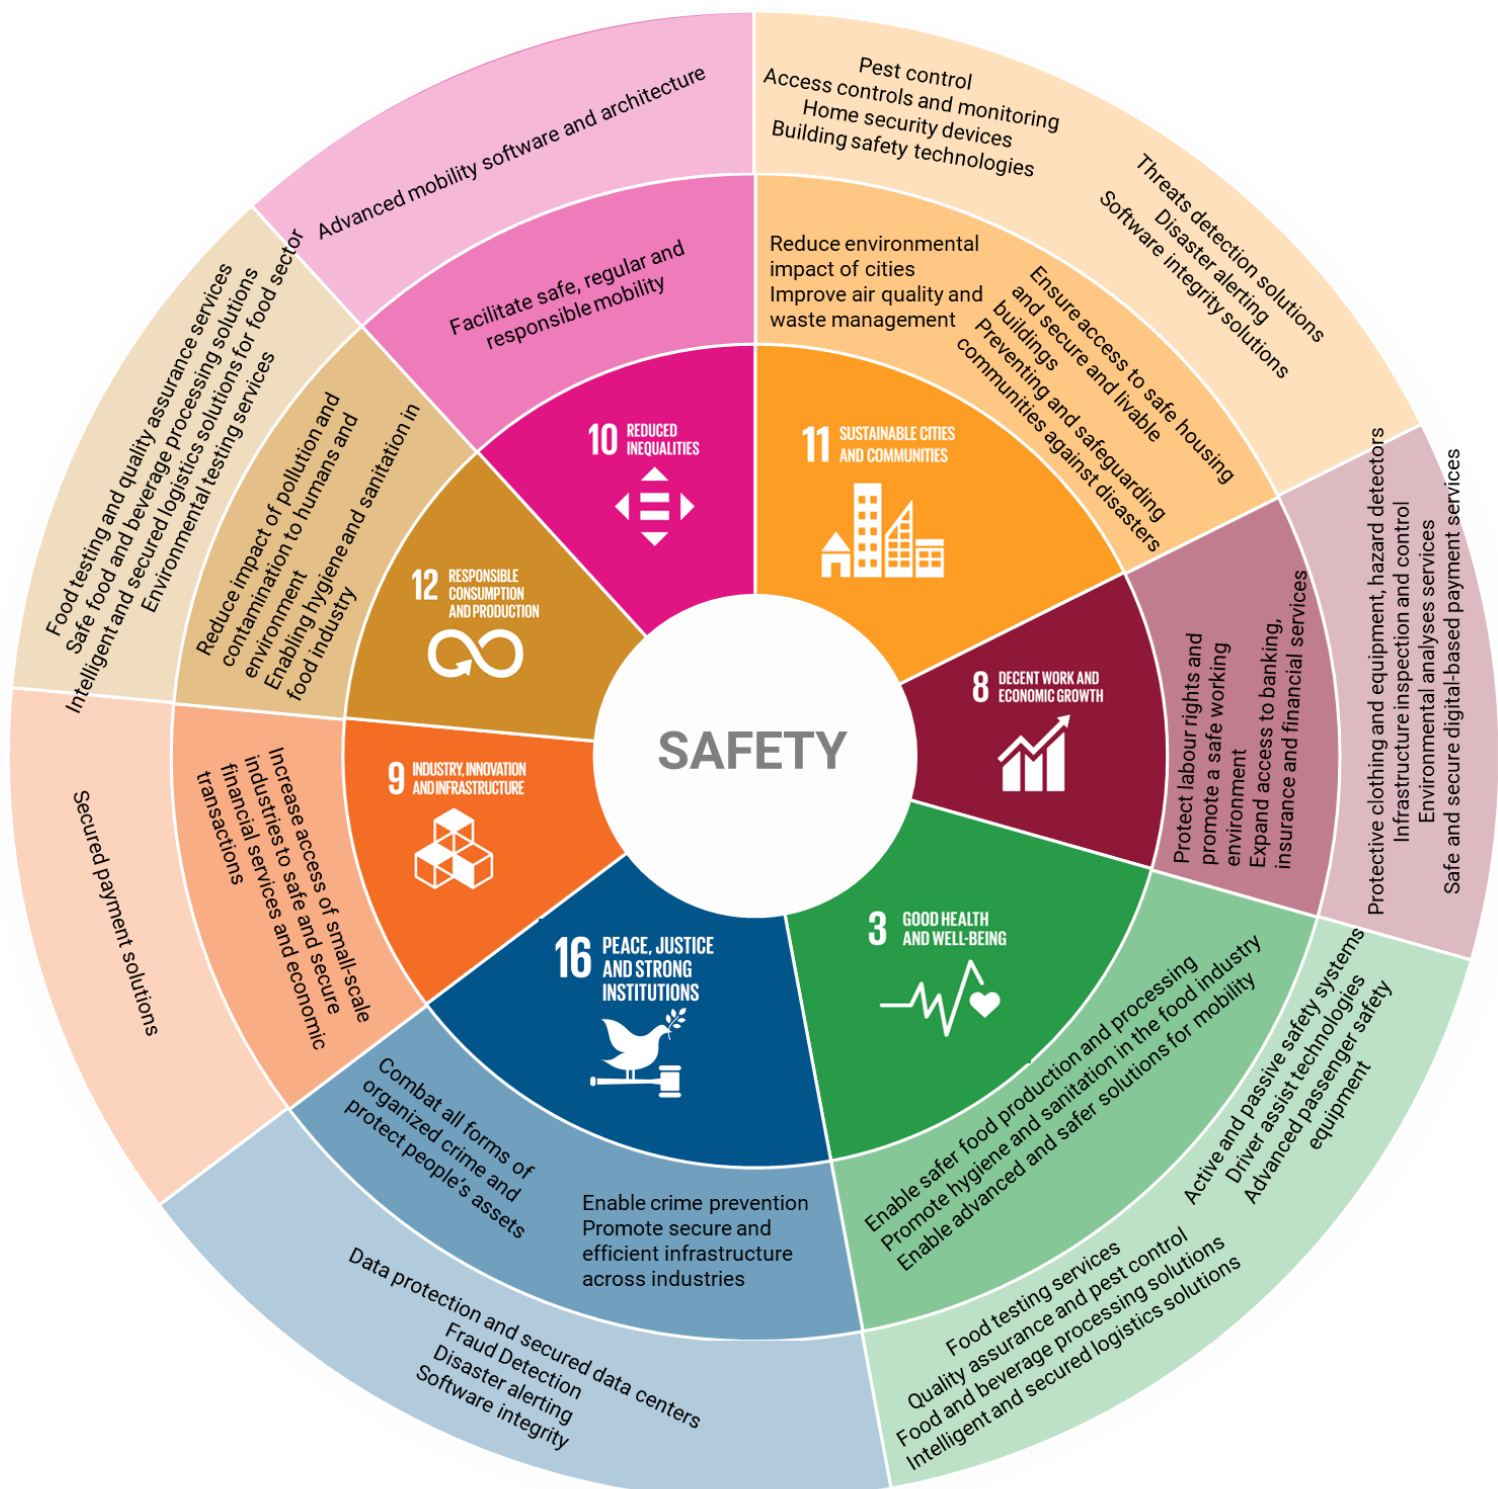 SAFETY
11 SUSTAINABLE CITIES
AND COMMUNITIES
Reduce environmental
impact of cities
Improve air quality and
waste management
Ensure access to safe housing
and secure and livable
buildings
Preventing and safeguarding
communities against disasters
Pest control
Access controls and monitoring
Home security devices
Building safety technologies
Threats detection solutions
Disaster alerting
Software integrity solutions
8 DECENT WORK AND
ECONOMIC GROWTH
Protect labour rights and
promote a safe working
environment
Expand access to banking,
insurance and financial services
Protective clothing and equipment, hazard detectors
Infrastructure inspection and control
Environmental analyses services
Safe and secure digital-based payment services
3 GOOD HEALTH
AND WELL-BEING
Enable safer food production and processing
Promote hygiene and sanitation in the food industry
Enable advanced and safer solutions for mobility
Active and passive safety systems
Driver assist technologies
Advanced passenger safety
equipment
Food testing services
Quality assurance and pest control
Food and beverage processing solutions
Intelligent and secured logistics solutions
16 PEACE, JUSTICE
AND STRONG
INSTITUTIONS
Combat all forms of
organized crime and
protect people's assets
Enable crime prevention
Promote secure and
efficient infrastructure
across industries
Data protection and secured data centers
Fraud Detection
Disaster alerting
Software integrity
9 INDUSTRY, INNOVATION
AND INFRASTRUCTURE
Increase access of small-scale
industries to safe and secure
financial services and economic
transactions
Secured payment solutions
12 RESPONSIBLE
CONSUMPTION
AND PRODUCTION
Reduce impact of pollution and
contamination to humans and
environment
Enabling hygiene and sanitation in
food industry
Food testing and quality assurance services
Safe food and beverage processing solutions
Intelligent and secured logistics solutions for food sector
Environmental testing services
10 REDUCED
INEQUALITIES
Facilitate safe, regular and
responsible mobility
Advanced mobility software and architecture